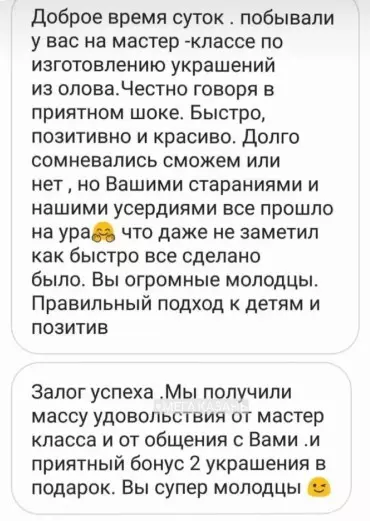 Доброе время суток . побывали
у вас на мастер -классе по
изготовлению украшений
из олова.Честно говоря в
приятном шоке. Быстро,
позитивно и красиво. Долго
сомневались сможем или
нет , но Вашими стараниями и
нашими усердиями все прошло
на ура🤗 что даже не заметил
как быстро все сделано
было. Вы огромные молодцы.
Правильный подход к детям и
позитив
Залог успеха .Мы получили
массу удовольствия от мастер
класса и от общения с Вами .и
приятный бонус 2 украшения в
подарок. Вы супер молодцы 😉